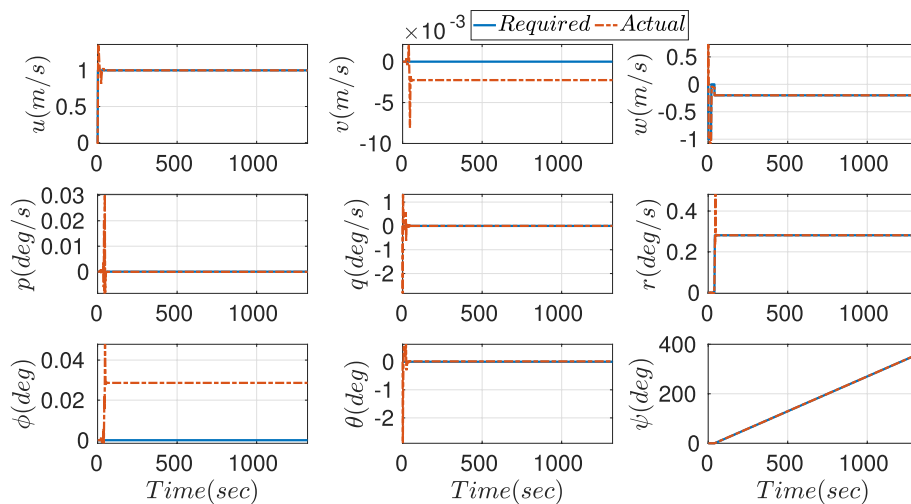 ×10⁻³
Required Actual
u(m/s)
1
0.5
0
0 500 1000
v(m/s)
0
-5
-10
0 500 1000
w(m/s)
0.5
0
-0.5
-1
0 500 1000
p(deg/s)
0.03
0.02
0.01
0
0 500 1000
q(deg/s)
1
0
-1
-2
0 500 1000
r(deg/s)
0.4
0.2
0
0 500 1000
ϕ(deg)
0.04
0.02
0
0 500 1000
Time(sec)
θ(deg)
0
-1
-2
0 500 1000
Time(sec)
ψ(deg)
400
200
0
0 500 1000
Time(sec)